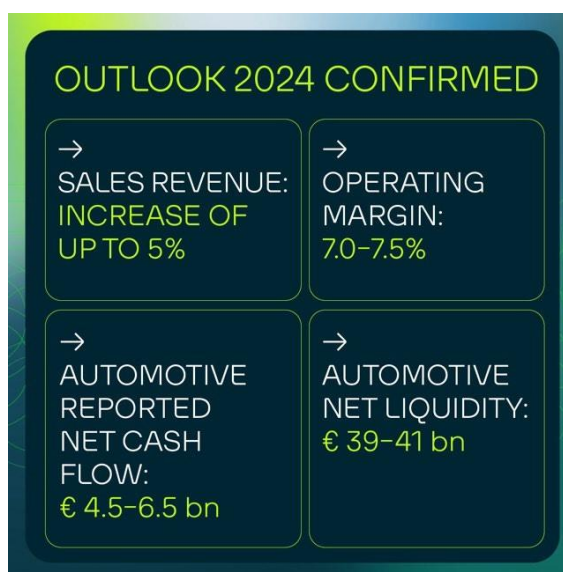 OUTLOOK 2024 CONFIRMED
→
SALES REVENUE:
INCREASE OF
UP TO 5%
→
OPERATING
MARGIN:
7.0–7.5%
→
AUTOMOTIVE
REPORTED
NET CASH
FLOW:
€ 4.5–6.5 bn
→
AUTOMOTIVE
NET LIQUIDITY:
€ 39–41 bn